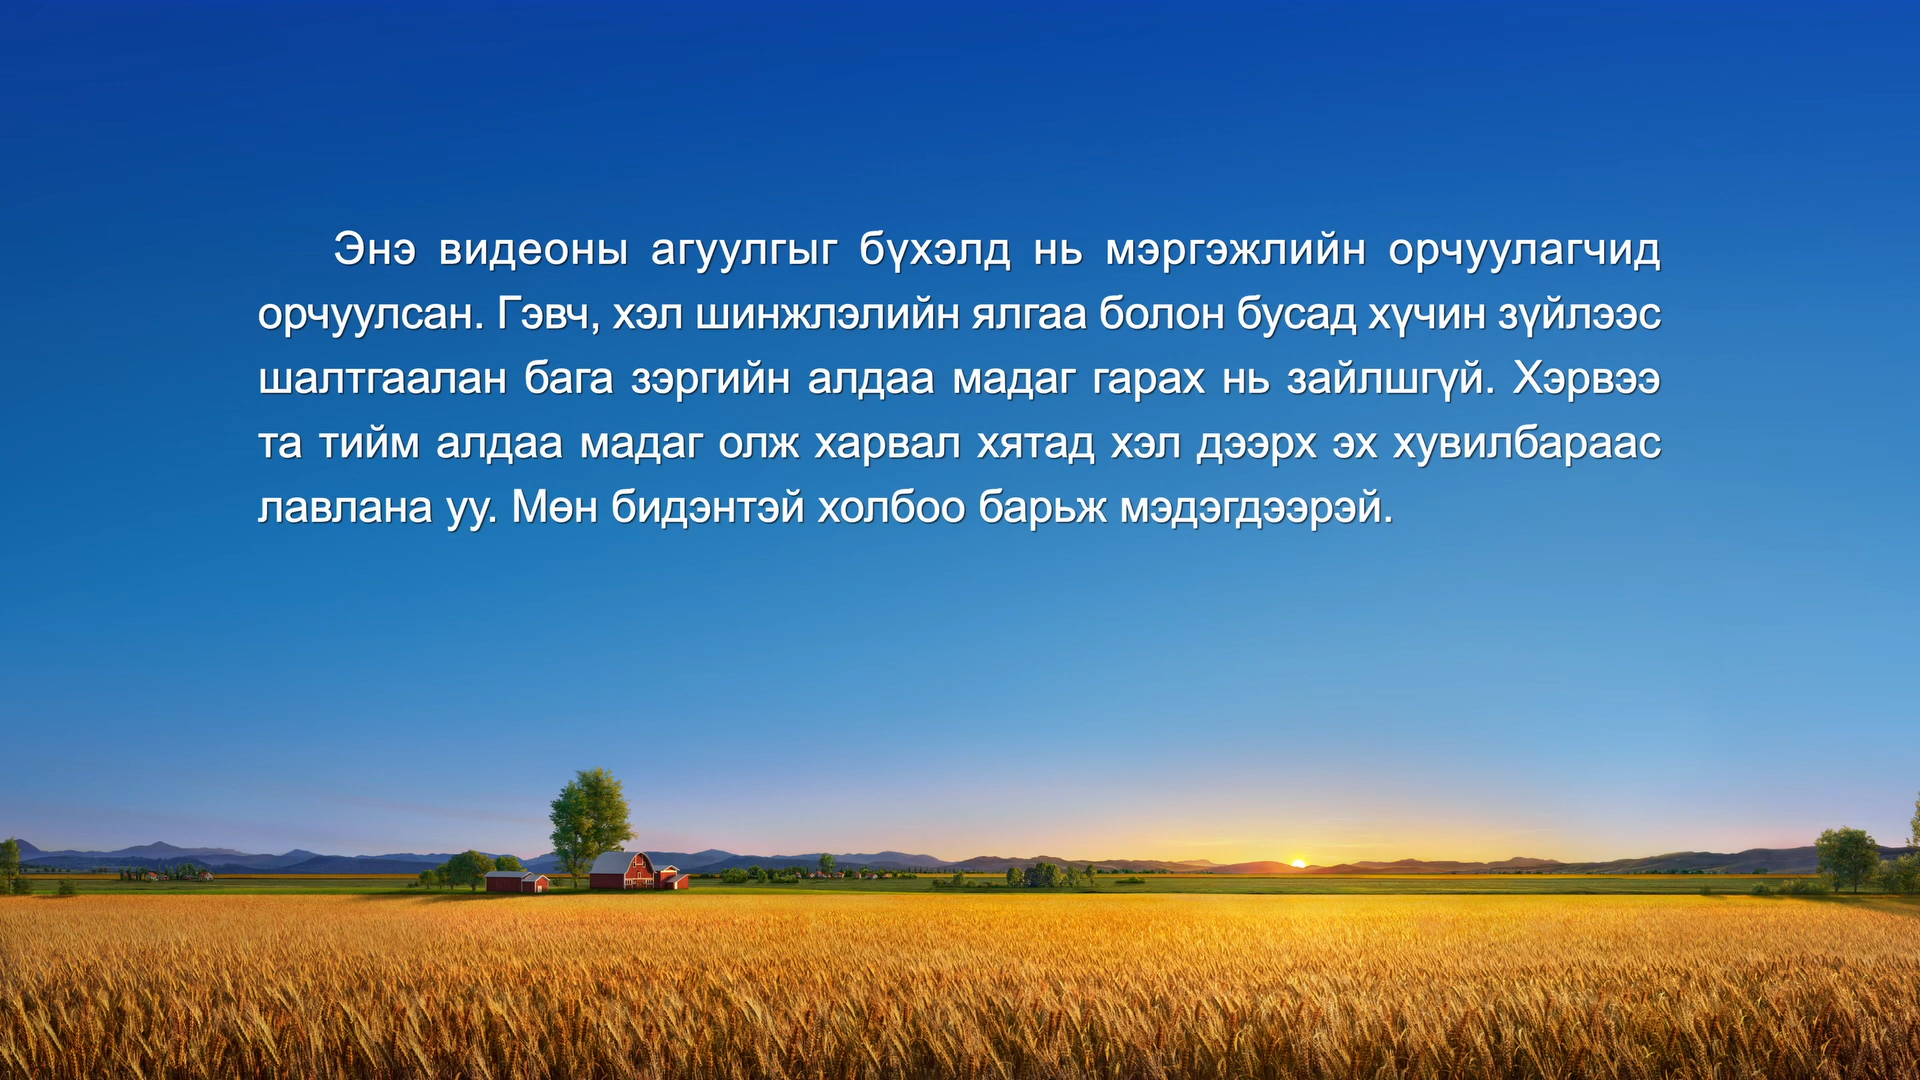 Энэ видеоны агуулгыг бүхэлд нь мэргэжлийн орчуулагчид
орчуулсан. Гэвч, хэл шинжлэлийн ялгаа болон бусад хүчин зүйлээс
шалтгаалан бага зэргийн алдаа мадаг гарах нь зайлшгүй. Хэрвээ
та тийм алдаа мадаг олж харвал хятад хэл дээрх эх хувилбараас
лавлана уу. Мөн бидэнтэй холбоо барьж мэдэгдээрэй.